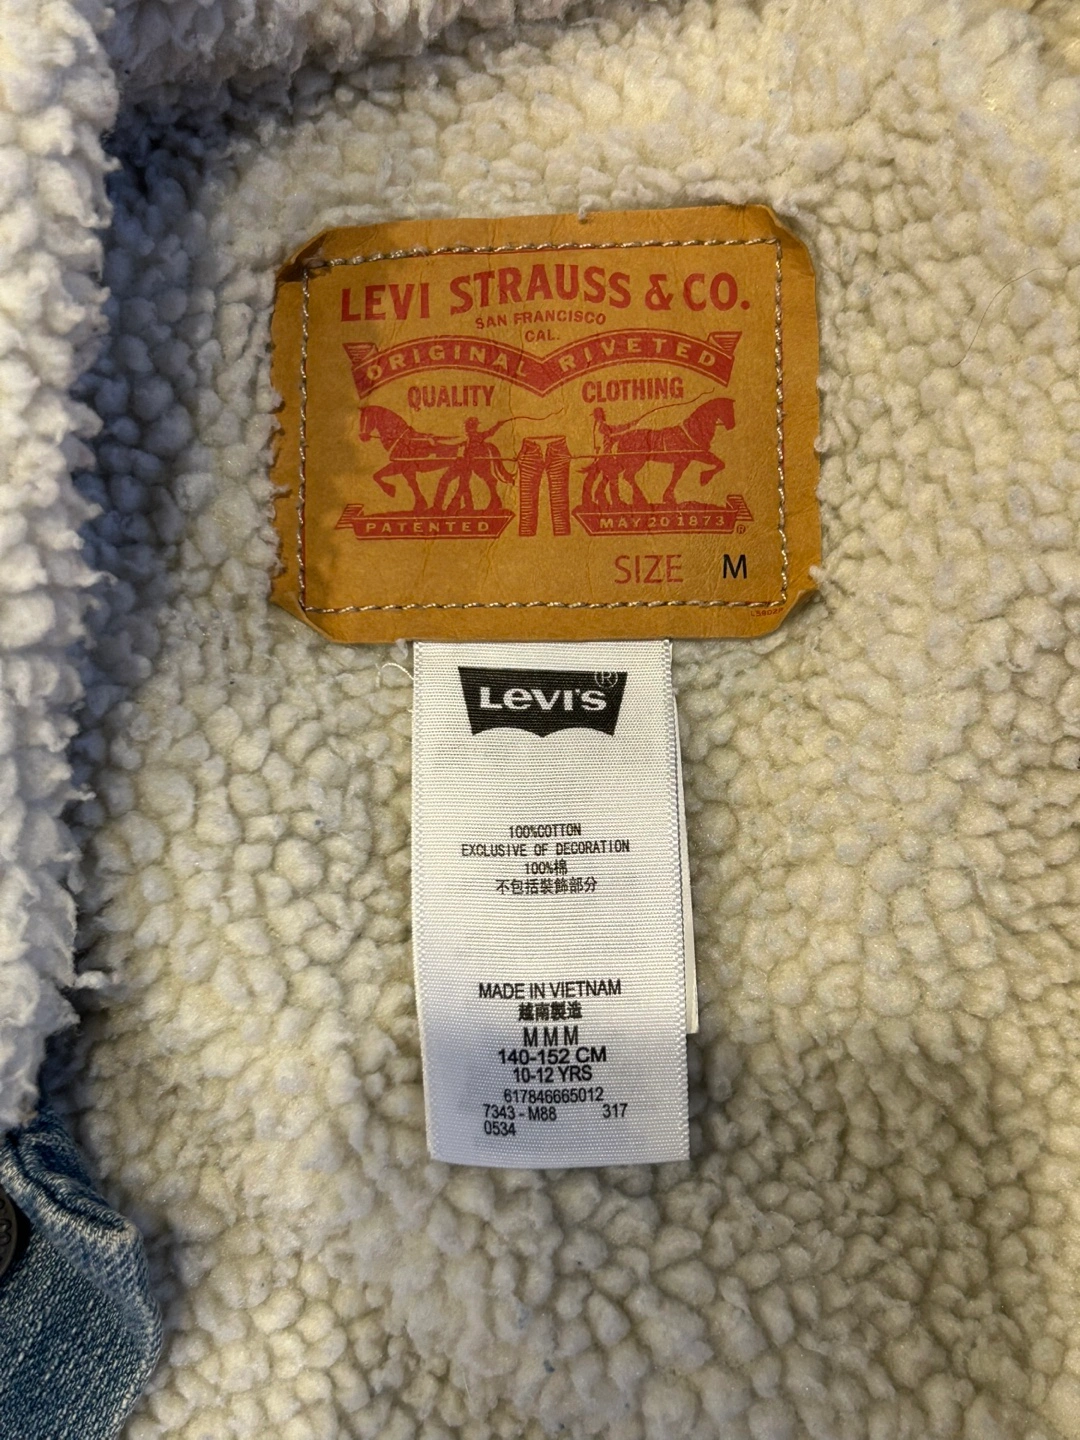 LEVI STRAUSS & CO.
SAN FRANCISCO
CAL.
ORIGINAL RIVETED
QUALITY CLOTHING
PATENTED MAY 20 1873 ®
SIZE M
LEVI'S ®
100%COTTON
EXCLUSIVE OF DECORATION
100%棉
不包括裝飾部分
MADE IN VIETNAM
越南製造
M M M
140-152 CM
10-12 YRS
617846665012
7343 - M88 317
0534